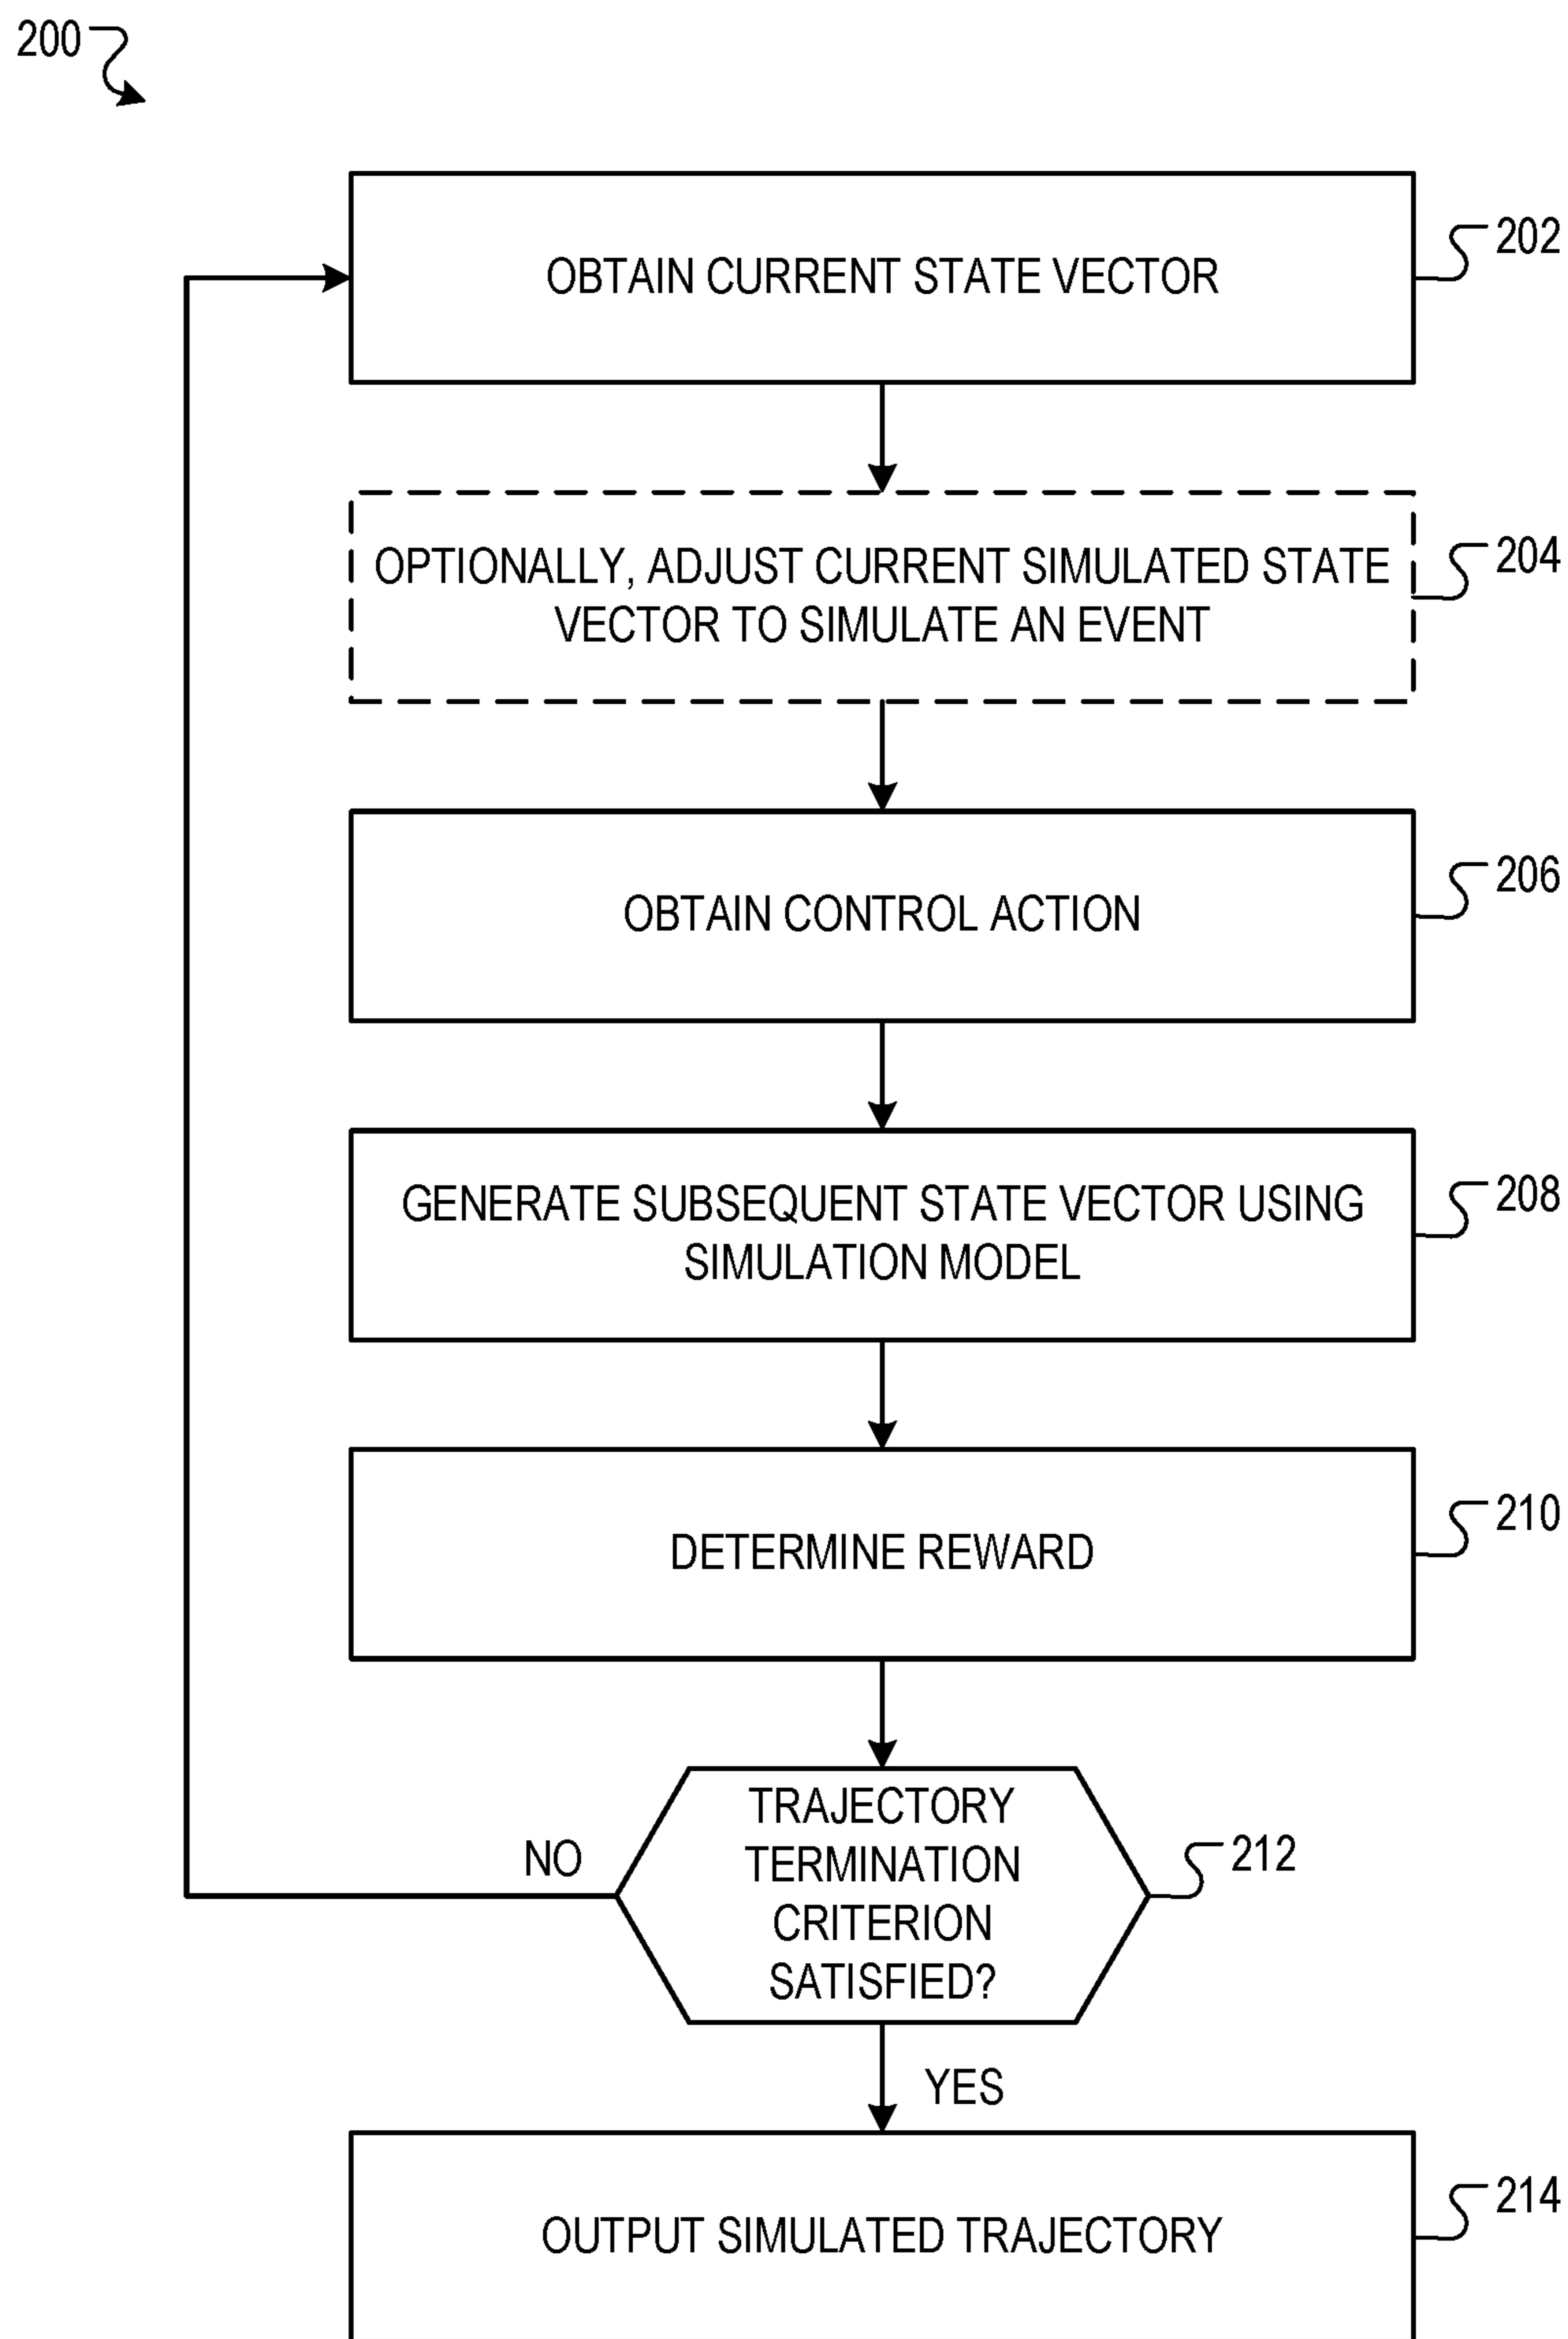 200
OBTAIN CURRENT STATE VECTOR
202
OPTIONALLY, ADJUST CURRENT SIMULATED STATE
VECTOR TO SIMULATE AN EVENT
204
OBTAIN CONTROL ACTION
206
GENERATE SUBSEQUENT STATE VECTOR USING
SIMULATION MODEL
208
DETERMINE REWARD
210
TRAJECTORY
TERMINATION
CRITERION
SATISFIED?
212
NO
YES
OUTPUT SIMULATED TRAJECTORY
214